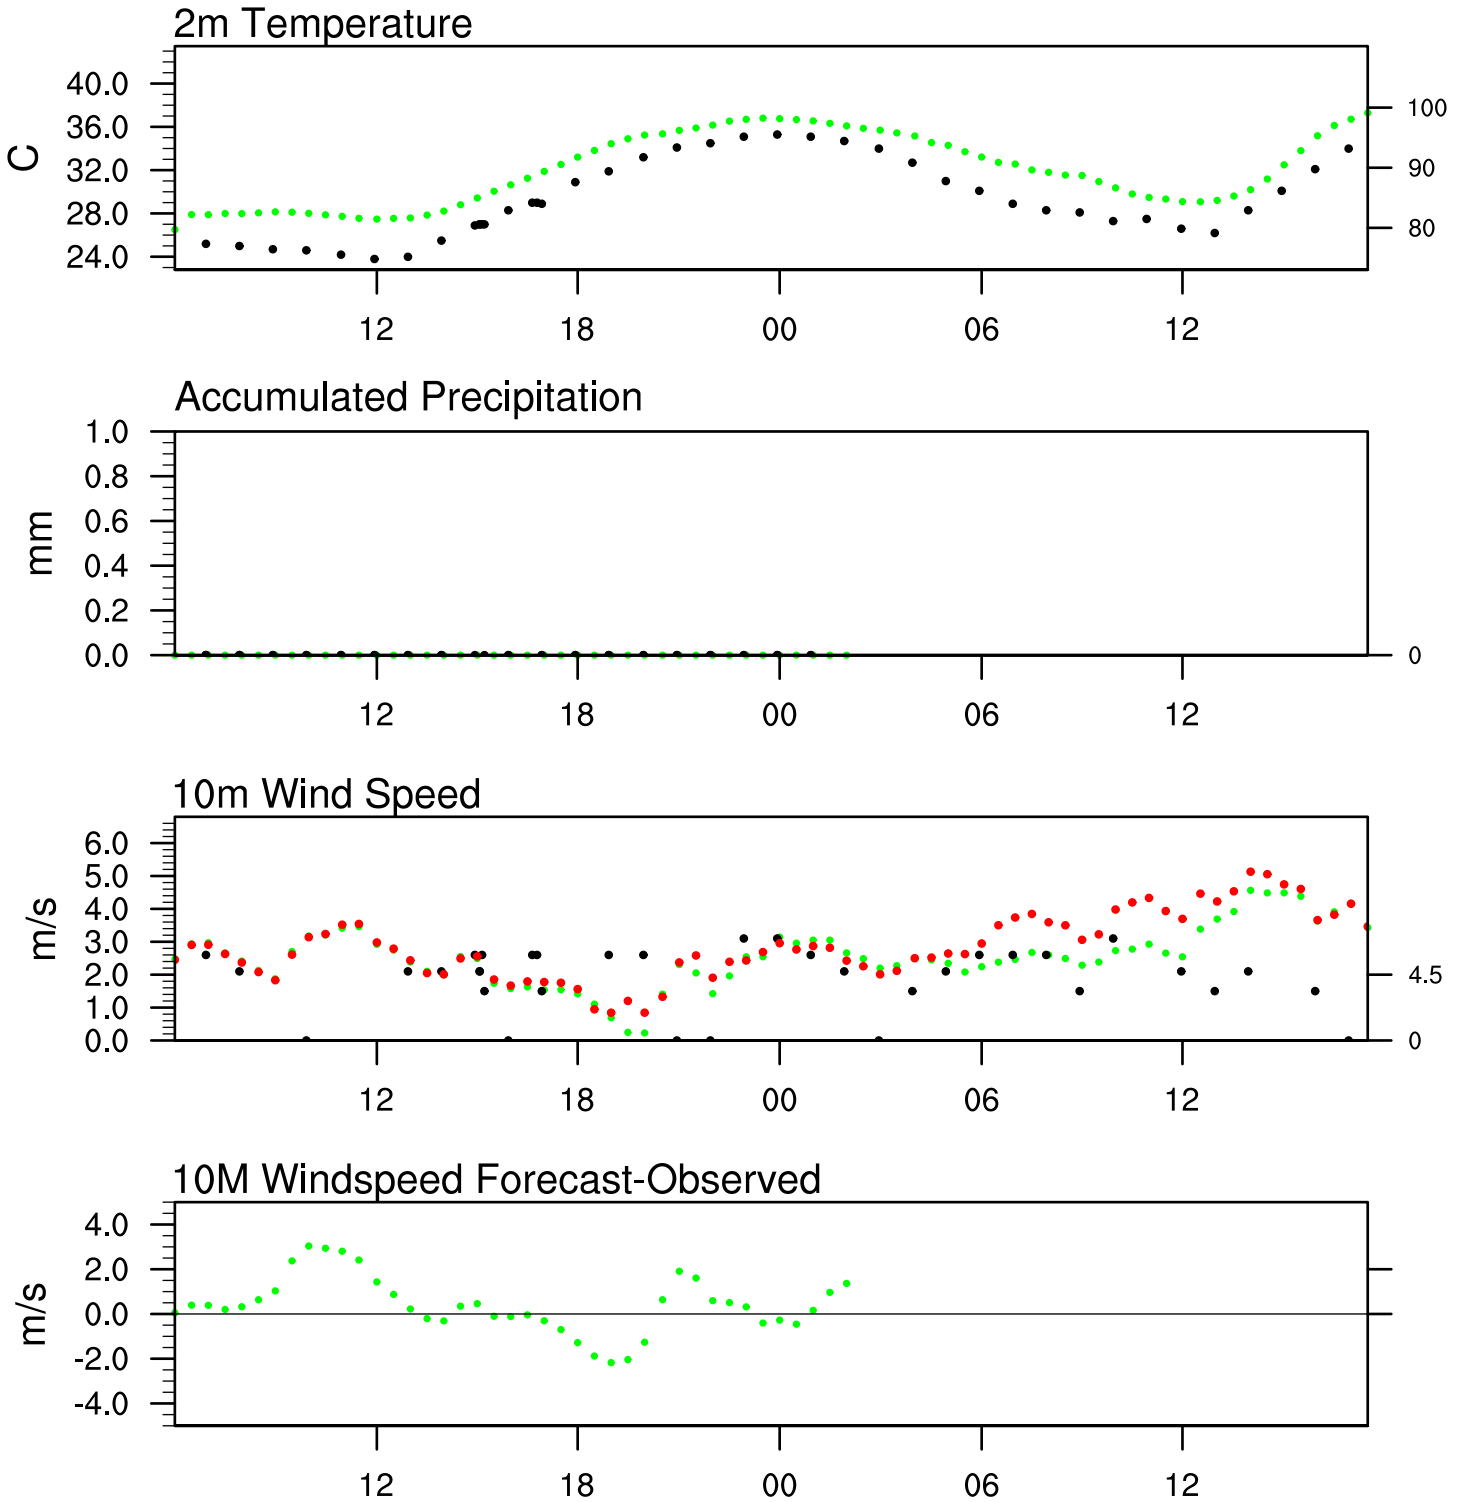 2m Temperature
C
40.0
36.0
32.0
28.0
24.0
100
90
80
12 18 00 06 12
Accumulated Precipitation
mm
1.0
0.8
0.6
0.4
0.2
0.0
0
12 18 00 06 12
10m Wind Speed
m/s
6.0
5.0
4.0
3.0
2.0
1.0
0.0
4.5
0
12 18 00 06 12
10M Windspeed Forecast-Observed
m/s
4.0
2.0
0.0
-2.0
-4.0
12 18 00 06 12